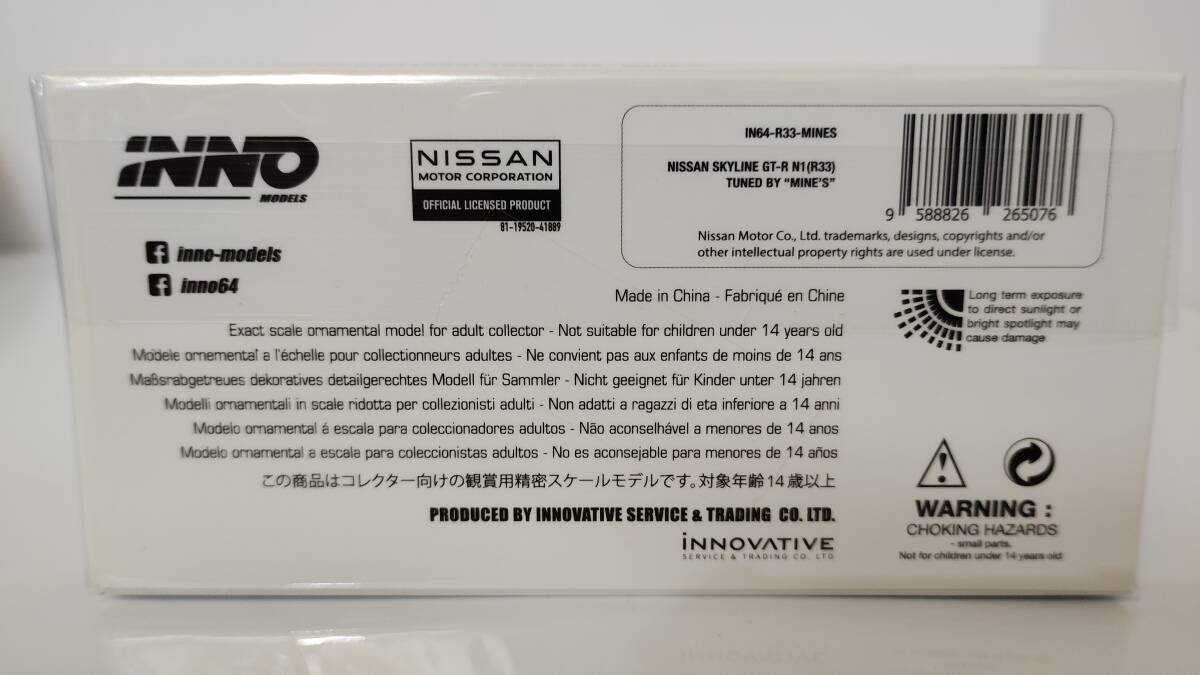 INNO
MODELS
inno-models
inno64
NISSAN
MOTOR CORPORATION
OFFICIAL LICENSED PRODUCT
81-19520-41889
IN64-R33-MINES
NISSAN SKYLINE GT-R N1(R33)
TUNED BY “MINE'S”
9 588826 265076
Nissan Motor Co., Ltd. trademarks, designs, copyrights and/or
other intellectual property rights are used under license.
Made in China - Fabriqué en Chine
Long term exposure
to direct sunlight or
bright spotlight may
cause damage
Exact scale ornamental model for adult collector - Not suitable for children under 14 years old
Modele ornemental a l'échelle pour collectionneurs adultes - Ne convient pas aux enfants de moins de 14 ans
Maßsrabgetreues dekoratives detailgerechtes Modell für Sammler - Nicht geeignet für Kinder unter 14 jahren
Modelli ornamentali in scale ridotta per collezionisti adulti - Non adatti a ragazzi di eta inferiore a 14 anni
Modelo ornamental á escala para coleccionadores adultos - Não aconselhável a menores de 14 anos
Modelo ornamental a escala para coleccionistas adultos - No es aconsejable para menores de 14 años
この商品はコレクター向けの観賞用精密スケールモデルです。対象年齢14歳以上
PRODUCED BY INNOVATIVE SERVICE & TRADING CO. LTD.
INNOVATIVE
SERVICE & TRADING CO. LTD
WARNING :
CHOKING HAZARDS
- small parts.
Not for children under 14 years old